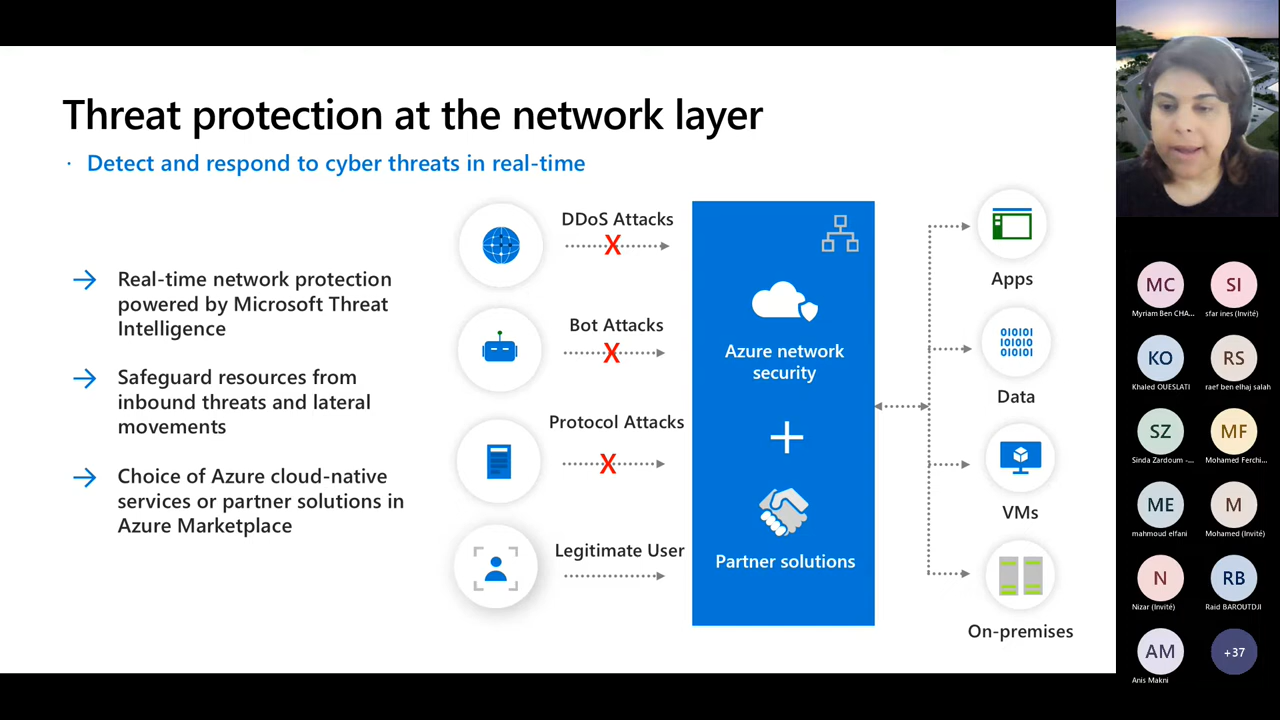 Threat protection at the network layer
· Detect and respond to cyber threats in real-time
Real-time network protection
powered by Microsoft Threat
Intelligence
Safeguard resources from
inbound threats and lateral
movements
Choice of Azure cloud-native
services or partner solutions in
Azure Marketplace
DDoS Attacks
X
Bot Attacks
X
Protocol Attacks
X
Legitimate User
Azure network
security
+
Partner solutions
Apps
010101
101010
010101
Data
VMs
On-premises
MC
Myriam Ben CHA...
SI
sfar ines (Invité)
KO
Khaled OUESLATI
RS
raef ben elhaj salah
SZ
Sinda Zardoum -...
MF
Mohamed Ferchi...
ME
mahmoud elfani
M
Mohamed (Invité)
N
Nizar (Invité)
RB
Raid BAROUTDJI
AM
Anis Makni
+37